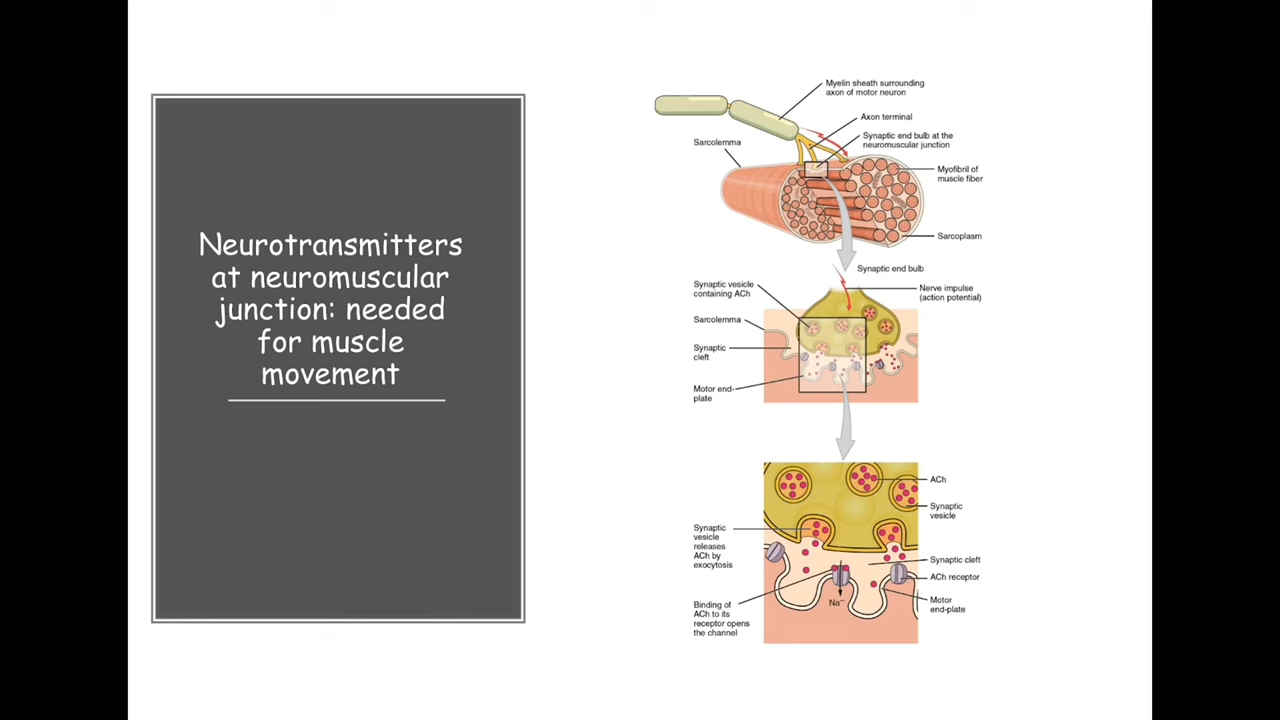 Neurotransmitters
at neuromuscular
junction: needed
for muscle
movement
Myelin sheath surrounding
axon of motor neuron
Axon terminal
Synaptic end bulb at the
neuromuscular junction
Sarcolemma
Myofibril of
muscle fiber
Sarcoplasm
Synaptic end bulb
Synaptic vesicle
containing ACh
Nerve impulse
(action potential)
Sarcolemma
Synaptic
cleft
Motor end-
plate
ACh
Synaptic
vesicle
Synaptic
vesicle
releases
ACh by
exocytosis
Synaptic cleft
ACh receptor
Motor
end-plate
Binding of
ACh to its
receptor opens
the channel
Na⁻